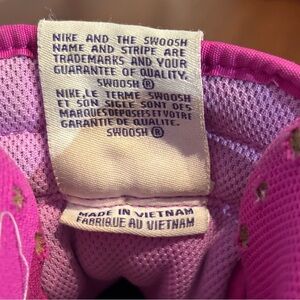 NIKE AND THE SWOOSH
NAME AND STRIPE ARE
TRADEMARKS AND YOUR
GUARANTEE OF QUALITY.
SWOOSH ®
NIKE, LE TERME SWOOSH
ET SON SIGLE SONT DES
MARQUES DEPOSEES ET VOTRE
GARANTIE DE QUALITE.
SWOOSH ®
MADE IN VIETNAM
FABRIQUE AU VIETNAM